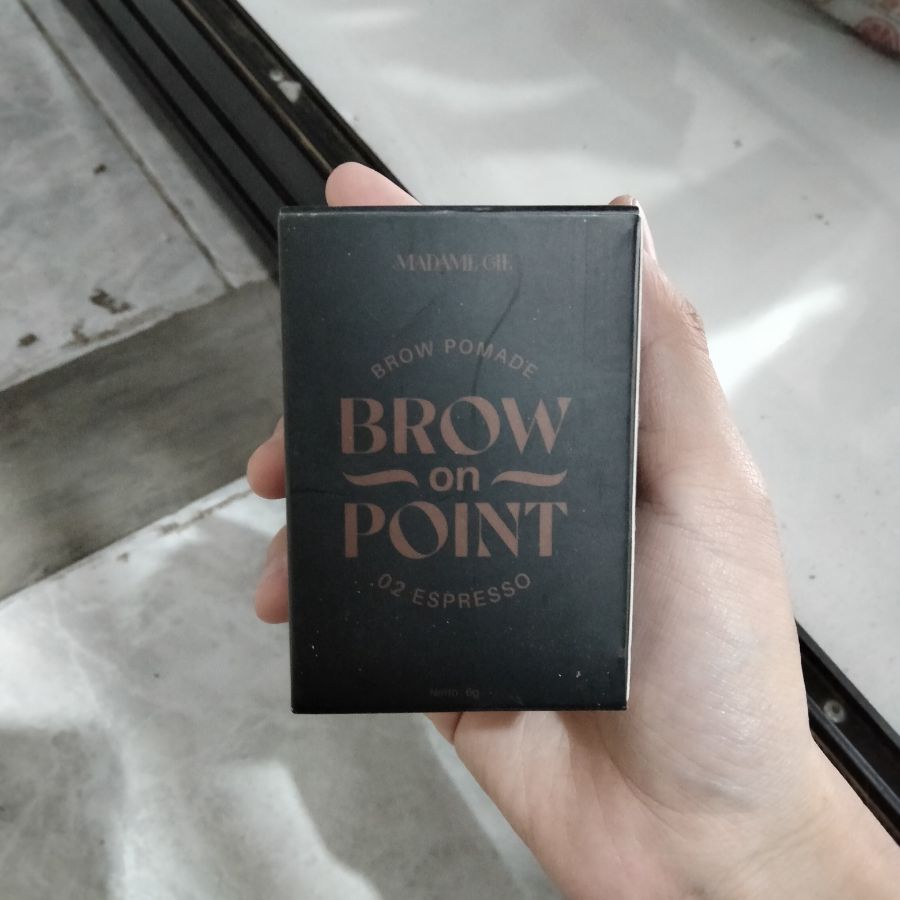 MADAME GIE
BROW POMADE
BROW
on
POINT
02 ESPRESSO
Netto: 6g